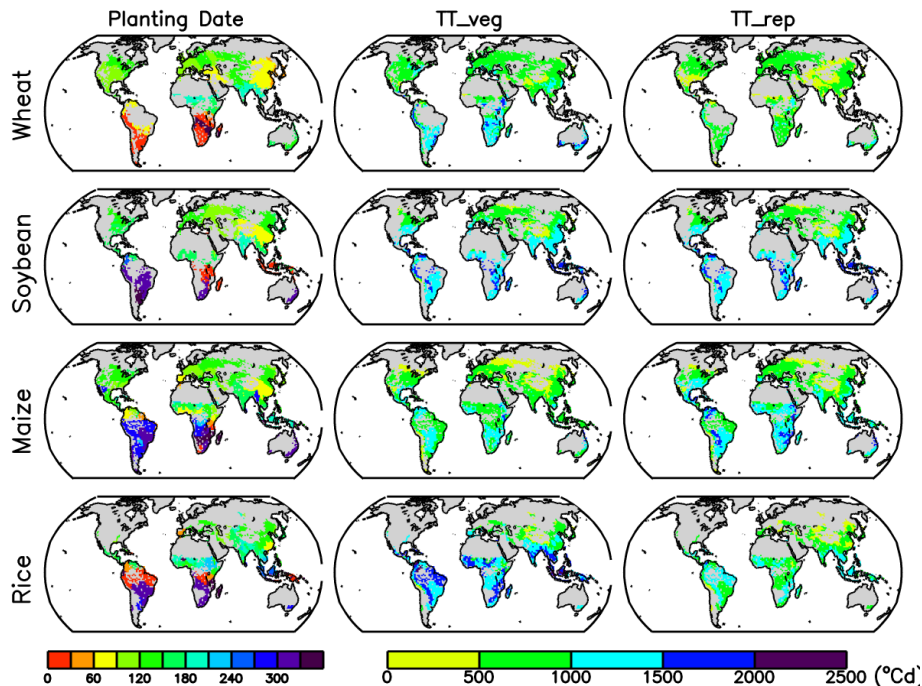 Planting Date TT_veg TT_rep
Wheat
Soybean
Maize
Rice
0 60 120 180 240 300
0 500 1000 1500 2000 2500 (°Cd)